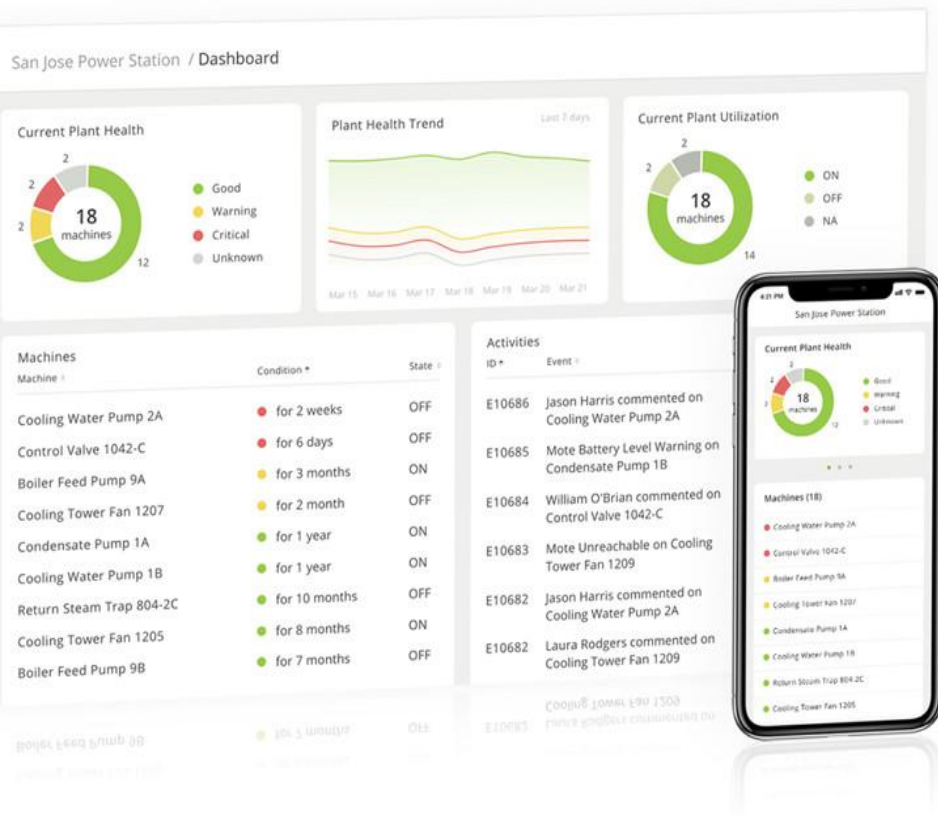 San Jose Power Station / Dashboard
Current Plant Health
2
2
2
18
machines
12
Good
Warning
Critical
Unknown
Plant Health Trend
Last 7 days
Mar 15 Mar 16 Mar 17 Mar 18 Mar 19 Mar 20 Mar 21
Current Plant Utilization
2
2
18
machines
14
ON
OFF
NA
Machines
Machine Condition State
Cooling Water Pump 2A for 2 weeks OFF
Control Valve 1042-C for 6 days OFF
Boiler Feed Pump 9A for 3 months ON
Cooling Tower Fan 1207 for 2 month OFF
Condensate Pump 1A for 1 year ON
Cooling Water Pump 1B for 1 year ON
Return Steam Trap 804-2C for 10 months OFF
Cooling Tower Fan 1205 for 8 months ON
Boiler Feed Pump 9B for 7 months OFF
Activities
ID Event
E10686 Jason Harris commented on
Cooling Water Pump 2A
E10685 Mote Battery Level Warning on
Condensate Pump 1B
E10684 William O'Brian commented on
Control Valve 1042-C
E10683 Mote Unreachable on Cooling
Tower Fan 1209
E10682 Jason Harris commented on
Cooling Water Pump 2A
E10682 Laura Rodgers commented on
Cooling Tower Fan 1209
4:21 PM
San Jose Power Station
Current Plant Health
2
2
2
18
machines
12
Good
Warning
Critical
Unknown
Machines (18)
Cooling Water Pump 2A
Control Valve 1042-C
Boiler Feed Pump 9A
Cooling Tower Fan 1207
Condensate Pump 1A
Cooling Water Pump 1B
Return Steam Trap 804-2C
Cooling Tower Fan 1205